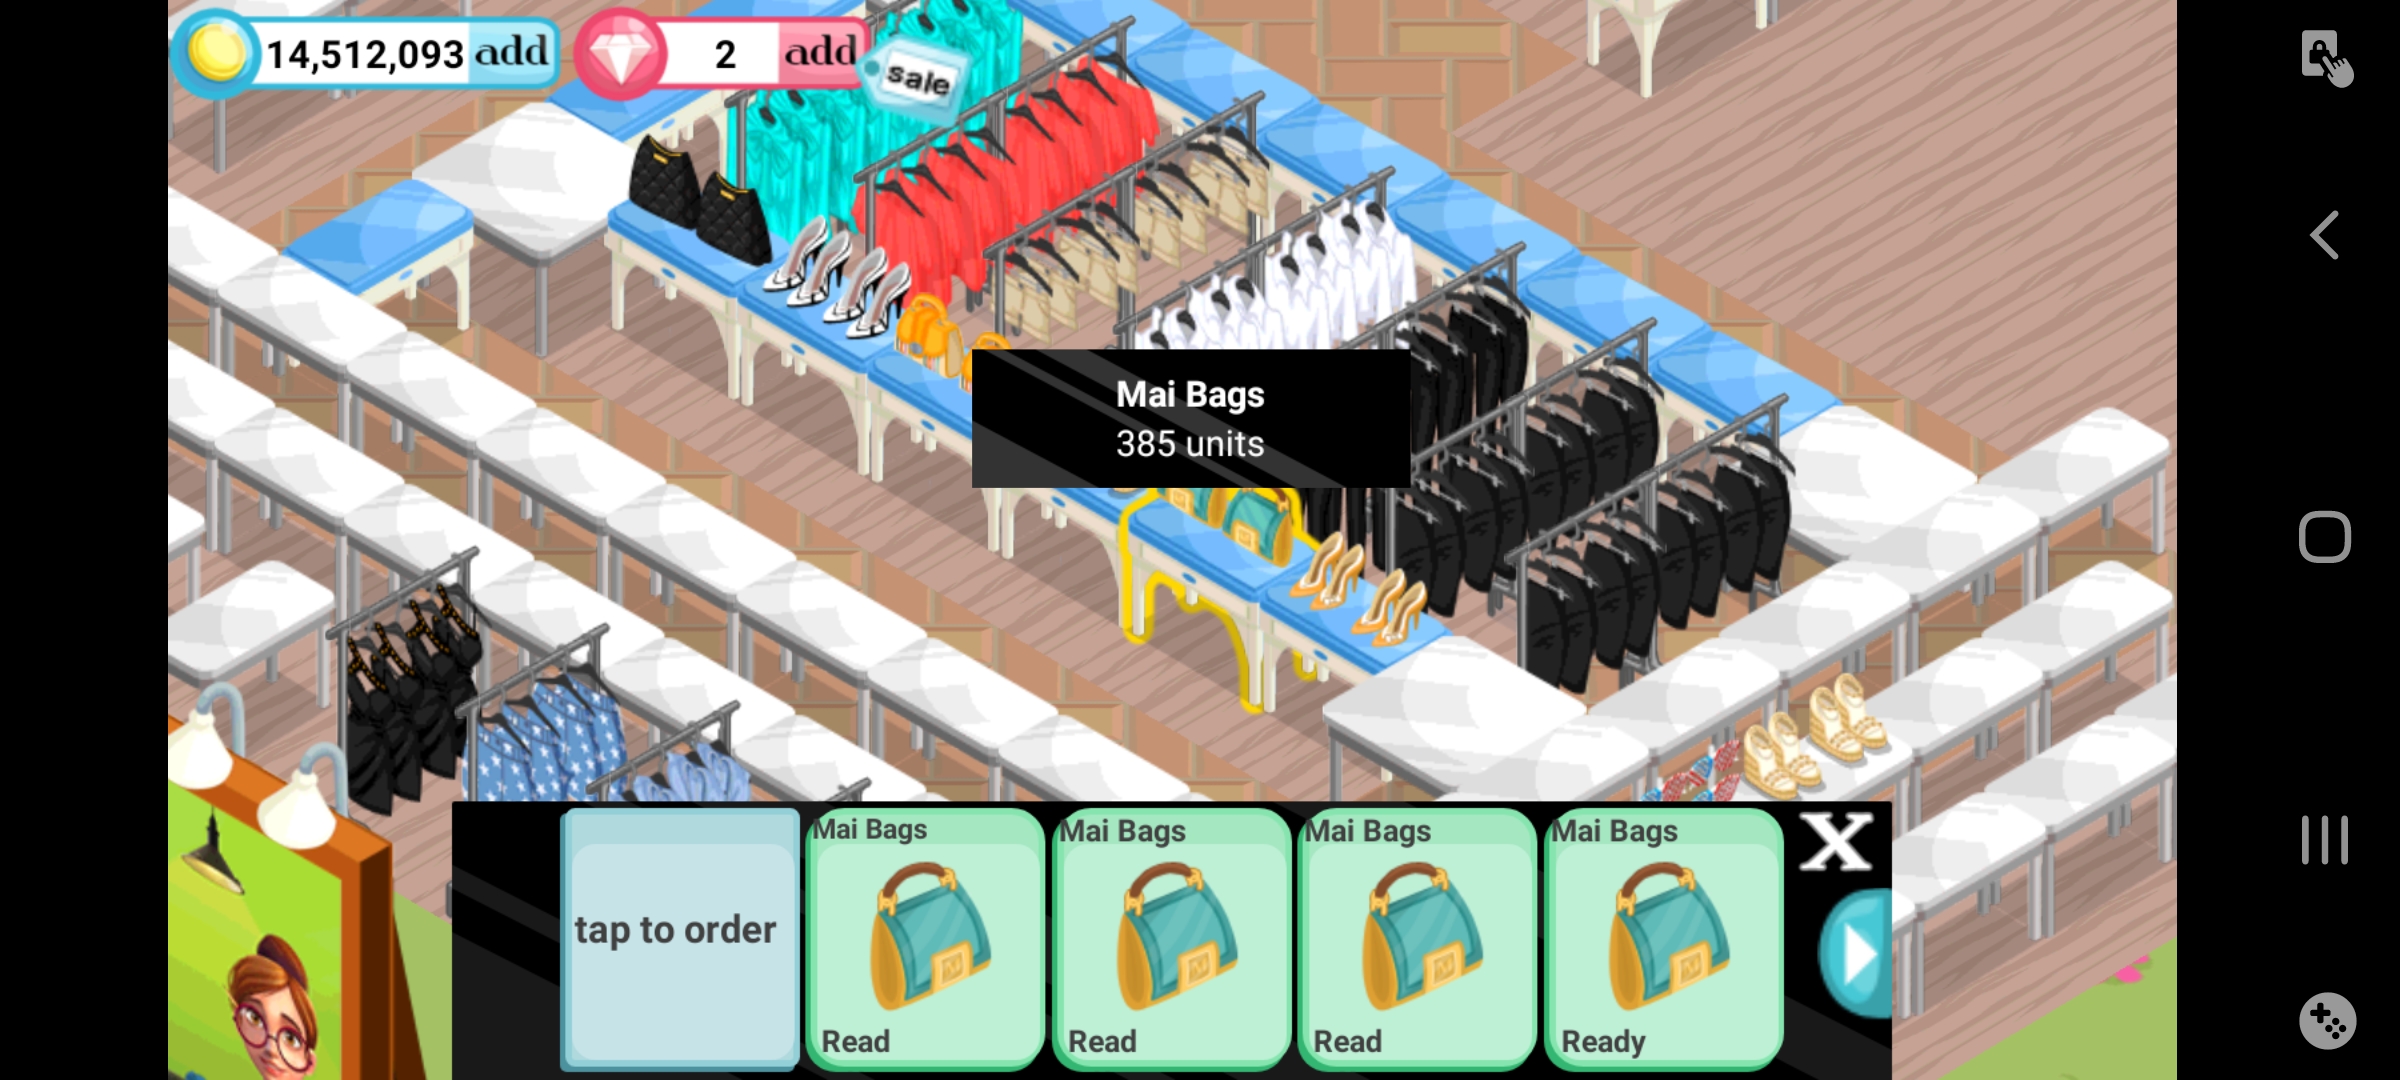 14,512,093 add
2 add
sale
Mai Bags
385 units
tap to order
Mai Bags
Read
Mai Bags
Read
Mai Bags
Read
Mai Bags
Ready
X